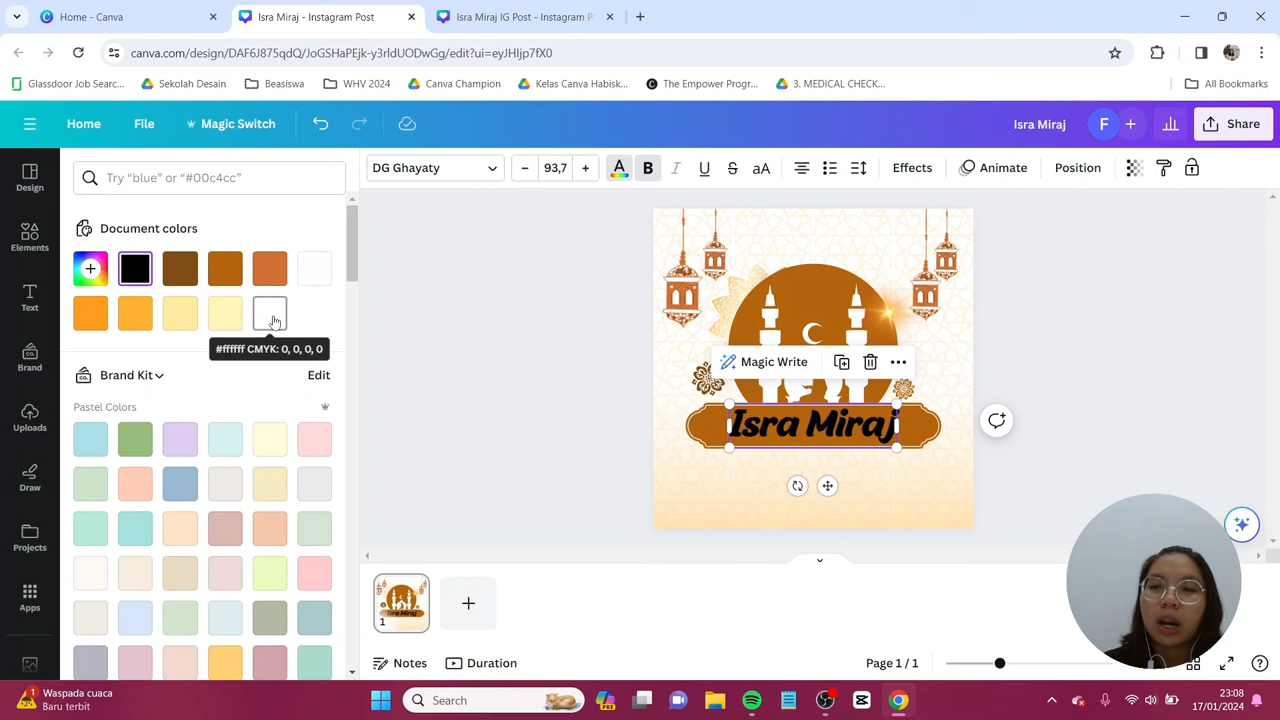 Home - Canva
Isra Miraj - Instagram Post
Isra Miraj IG Post - Instagram P
canva.com/design/DAF6J875qdQ/JoGSHaPEjk-y3rldUODwGg/edit?ui=eyJHIjp7fX0
Glassdoor Job Searc...
Sekolah Desain
Beasiswa
WHV 2024
Canva Champion
Kelas Canva Habisk...
The Empower Progr...
3. MEDICAL CHECK...
All Bookmarks
Home
File
Magic Switch
Isra Miraj
F
Share
Design
Elements
Text
Brand
Uploads
Draw
Projects
Apps
Try “blue” or “#00c4cc”
Document colors
#ffffff CMYK: 0, 0, 0, 0
Brand Kit
Edit
Pastel Colors
DG Ghayaty
93,7
A
B
I
U
S
aA
Effects
Animate
Position
Magic Write
Isra Miraj
1
Notes
Duration
Page 1 / 1
1
Waspada cuaca
Baru terbit
Search
23:08
17/01/2024